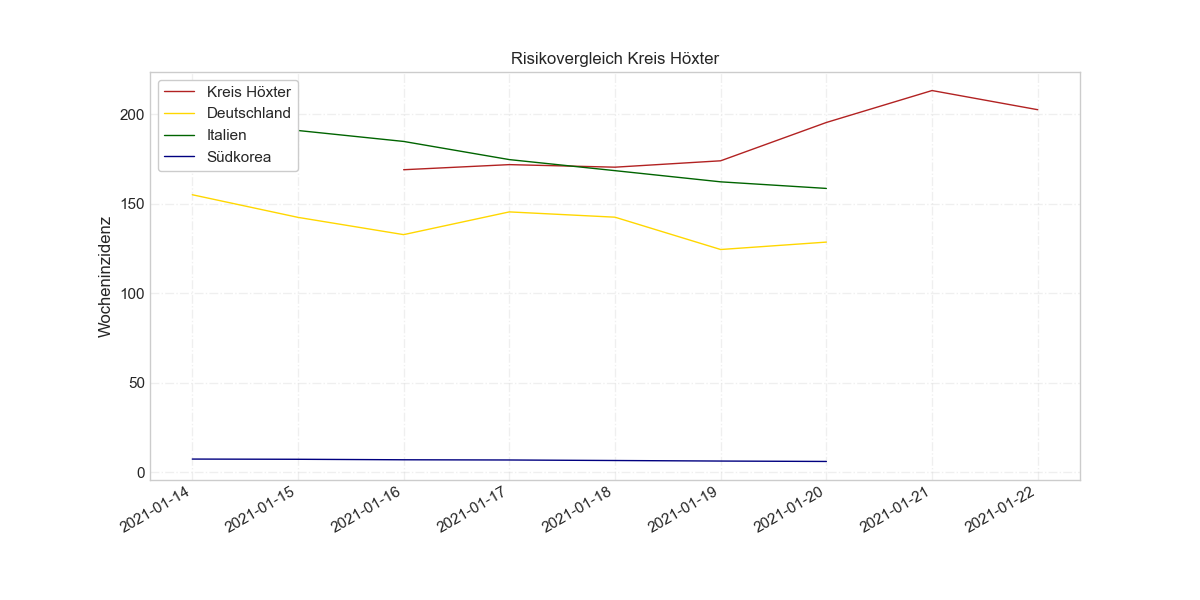 Risikovergleich Kreis Höxter
Kreis Höxter
Deutschland
Italien
Südkorea
Wocheninzidenz
200
150
100
50
0
2021-01-14
2021-01-15
2021-01-16
2021-01-17
2021-01-18
2021-01-19
2021-01-20
2021-01-21
2021-01-22